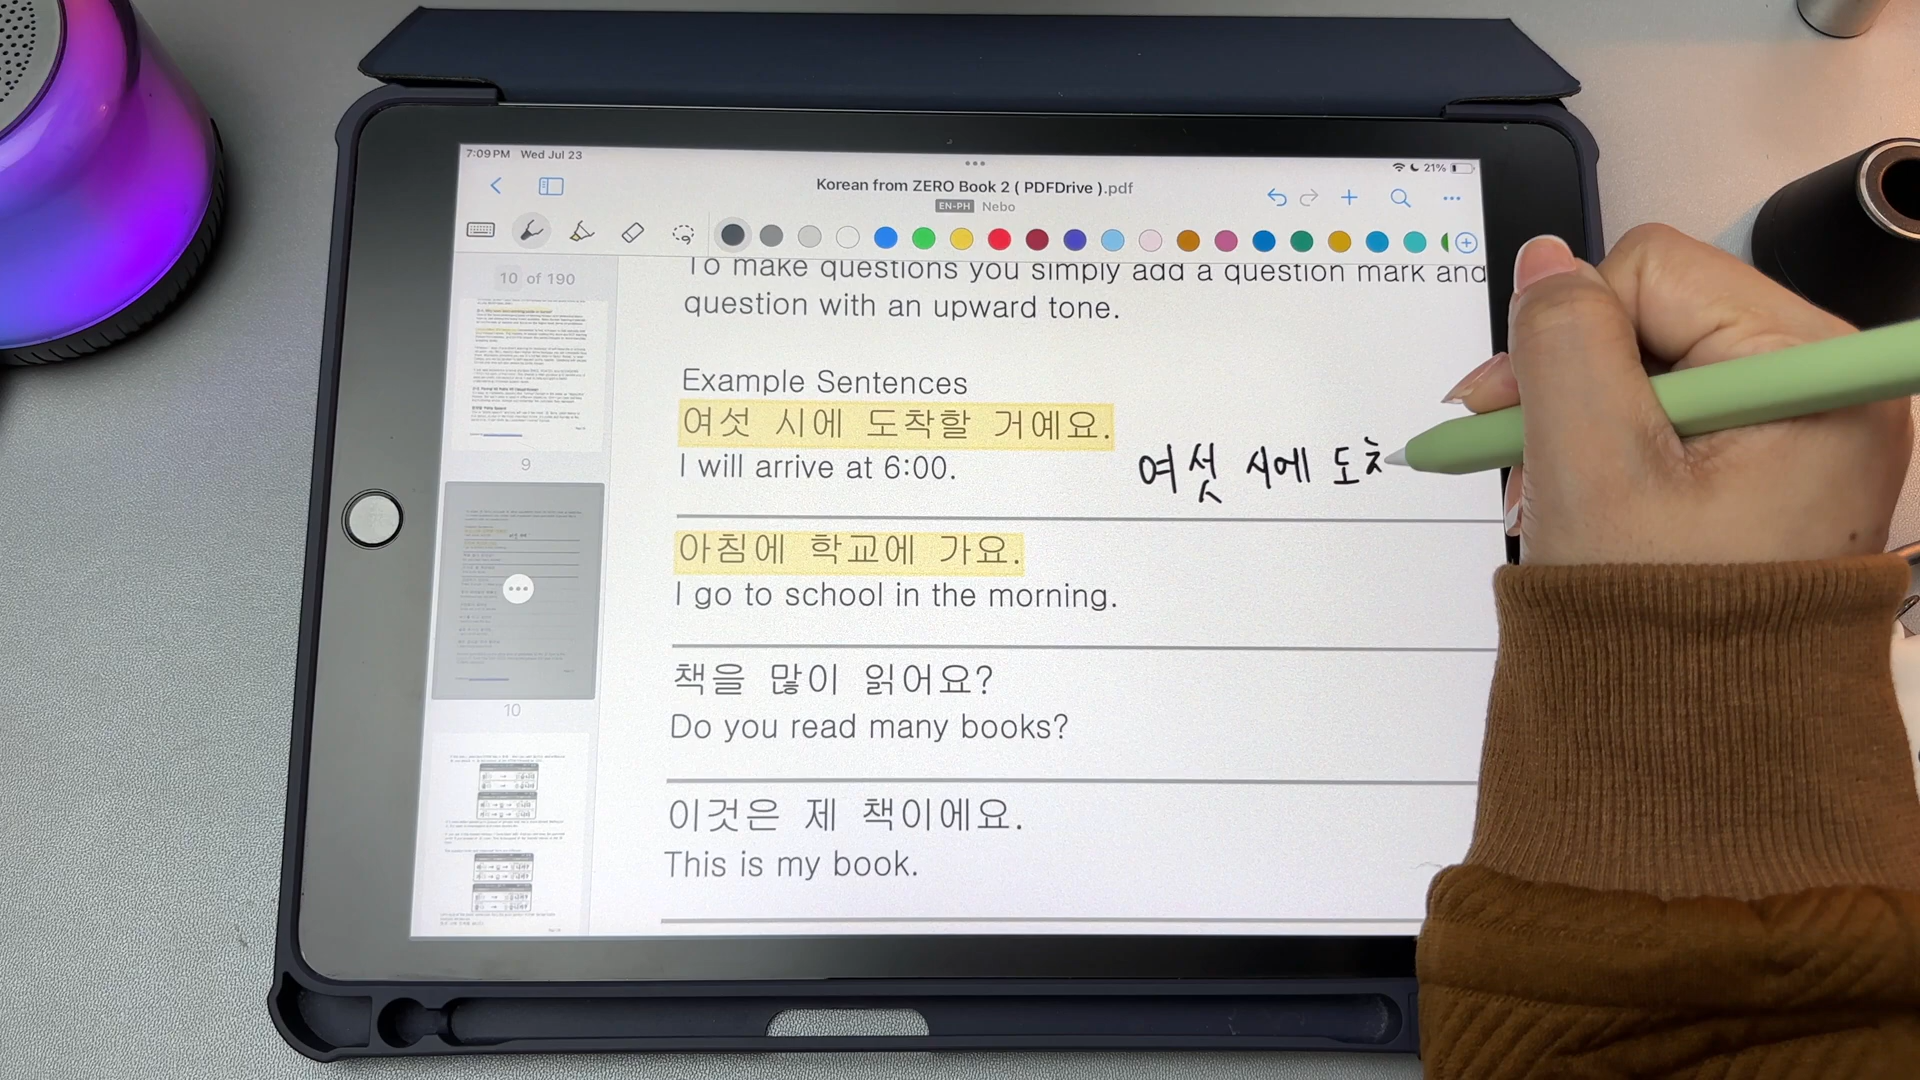 7:09 PM Wed Jul 23
21%
Korean from ZERO Book 2 ( PDFDrive ).pdf
EN-PH Nebo
10 of 190
9
10
To make questions you simply add a question mark and
question with an upward tone.
Example Sentences
여섯 시에 도착할 거예요.
I will arrive at 6:00.
여섯 시에 도
아침에 학교에 가요.
I go to school in the morning.
책을 많이 읽어요?
Do you read many books?
이것은 제 책이에요.
This is my book.